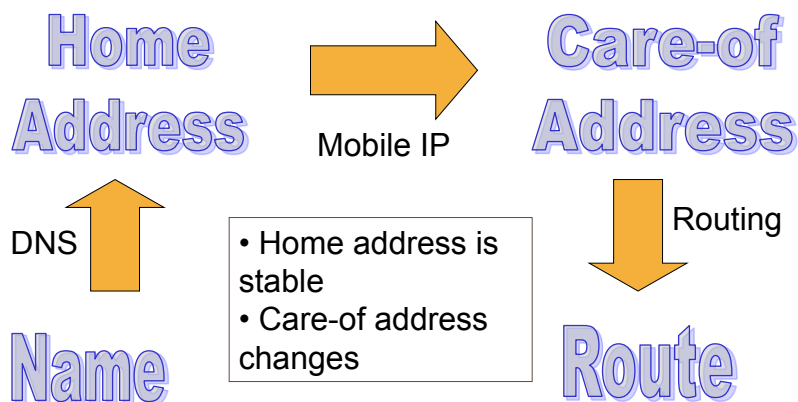 Home
Address
Mobile IP
Care-of
Address
DNS
• Home address is
stable
• Care-of address
changes
Routing
Name
Route